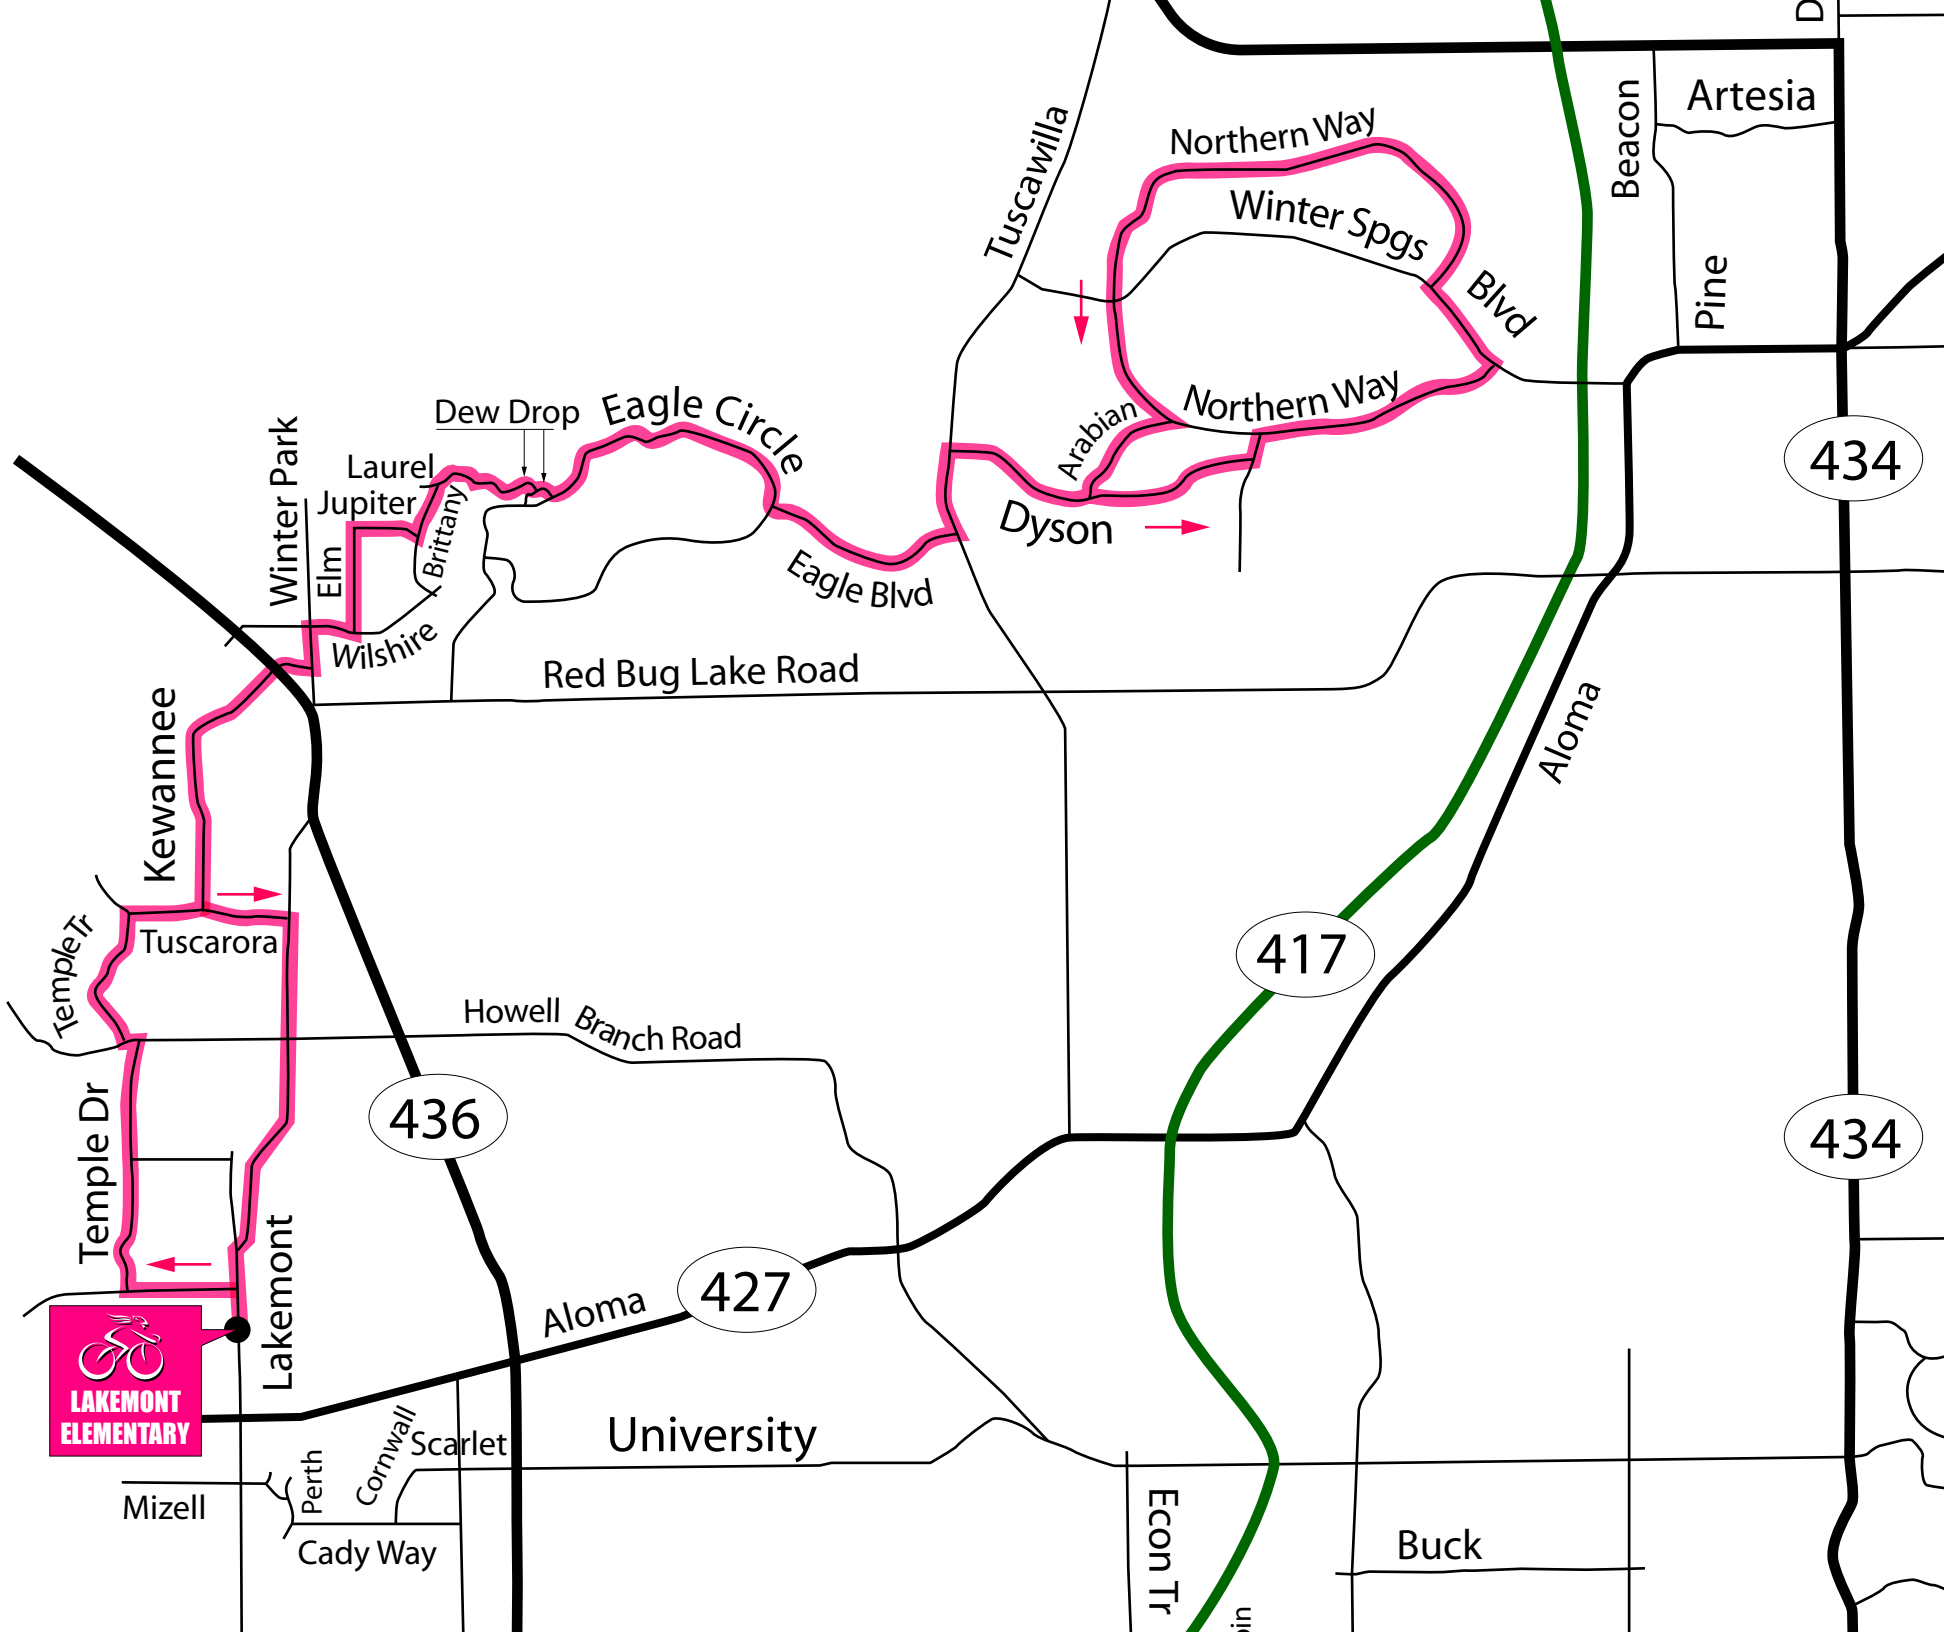 D
Artesia
Beacon
Tuscawilla
Northern Way
Winter Spgs
Blvd
Pine
Northern Way
Arabian
Dew Drop
Eagle Circle
Winter Park
Laurel
Jupiter
Brittany
Elm
434
Dyson
Eagle Blvd
Wilshire
Red Bug Lake Road
Kewannee
Aloma
Temple Tr
Tuscarora
417
Howell Branch Road
Temple Dr
436
434
Lakemont
427
Aloma
LAKEMONT
ELEMENTARY
Cornwall
Scarlet
University
Perth
Mizell
Cady Way
Econ Tr
Buck